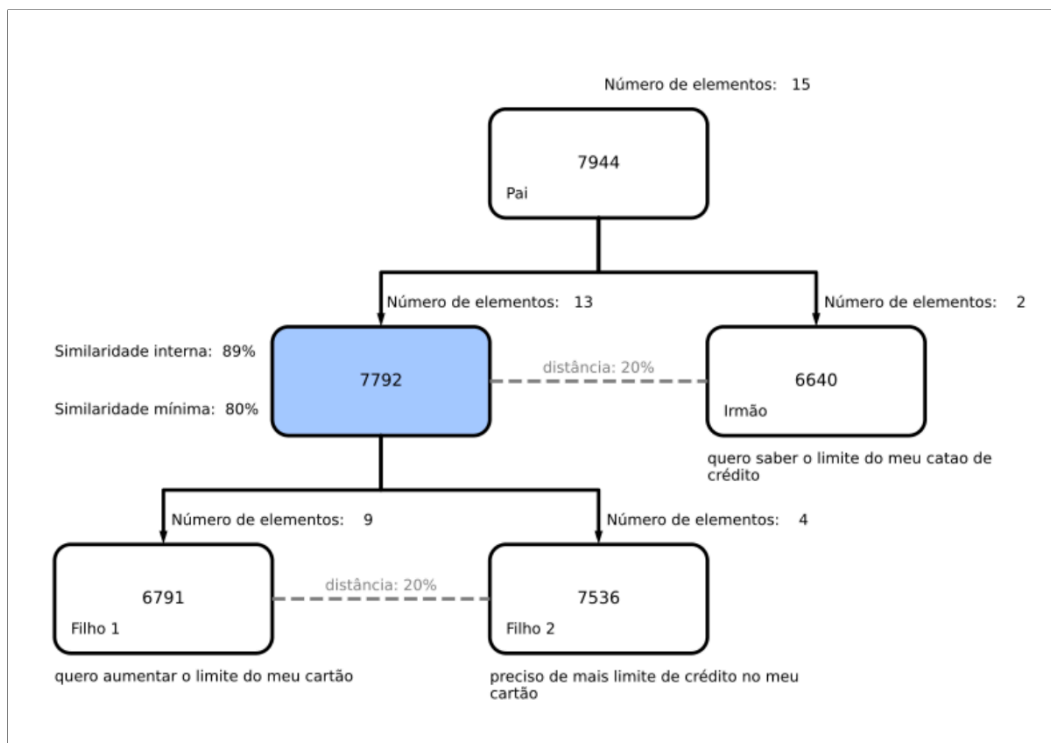 Número de elementos: 15
7944
Pai
Número de elementos: 13
Número de elementos: 2
Similaridade interna: 89%
7792
Similaridade mínima: 80%
distância: 20%
6640
Irmão
quero saber o limite do meu catao de
crédito
Número de elementos: 9
Número de elementos: 4
6791
Filho 1
distância: 20%
7536
Filho 2
quero aumentar o limite do meu cartão
preciso de mais limite de crédito no meu
cartão